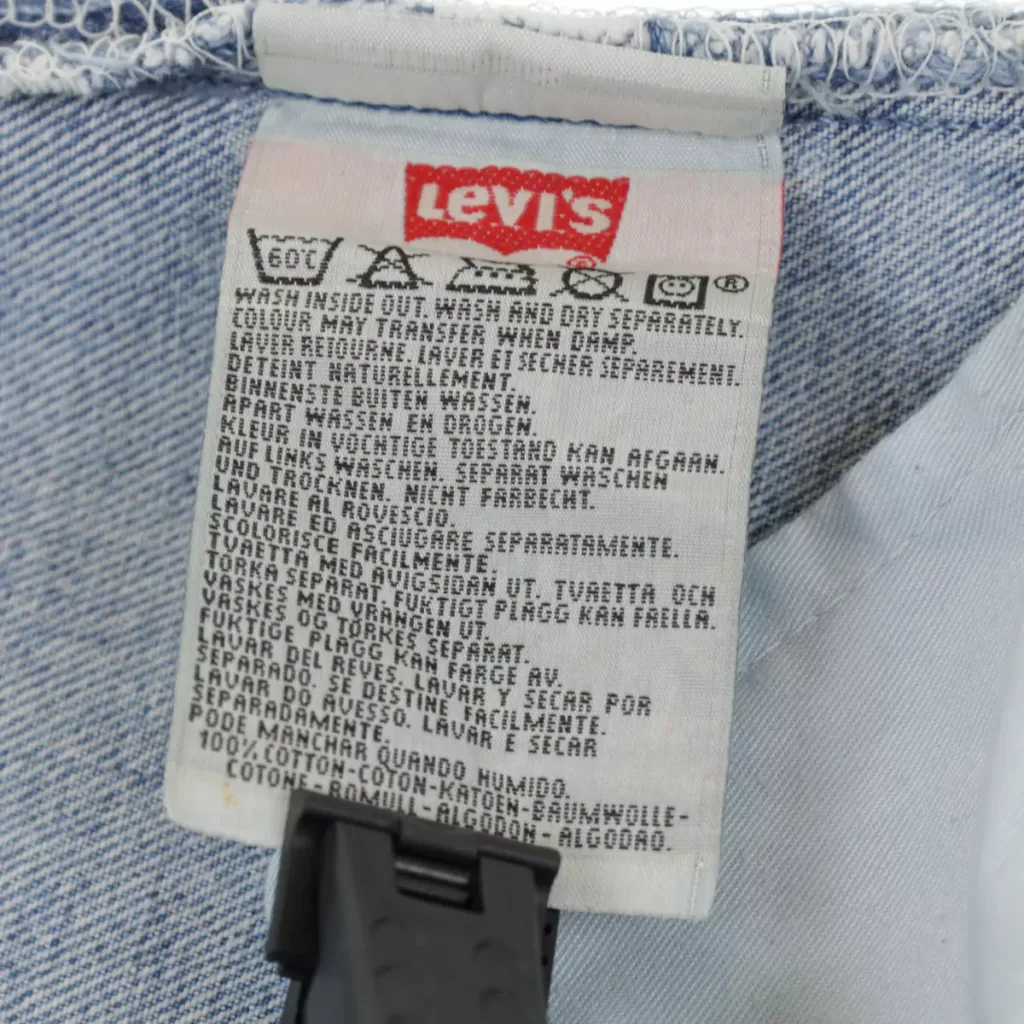 LEVI'S
®
60°C ®
WASH INSIDE OUT. WASH AND DRY SEPARATELY.
COLOUR MAY TRANSFER WHEN DAMP.
LAVER RETOURNE. LAVER ET SECHER SEPAREMENT.
DETEINT NATURELLEMENT.
BINNENSTE BUITEN WASSEN.
APART WASSEN EN DROGEN.
KLEUR IN VOCHTIGE TOESTAND KAN AFGAAN.
AUF LINKS WASCHEN. SEPARAT WASCHEN
UND TROCKNEN. NICHT FARBECHT.
LAVARE AL ROVESCIO.
LAVARE ED ASCIUGARE SEPARATAMENTE.
SCOLORISCE FACILMENTE.
TVAETTA MED AVIGSIDAN UT. TVAETTA OCH
TORKA SEPARAT. FUKTIGT PLAGG KAN FAELLA.
VASKES MED VRANGEN UT.
VASKES OG TORKES SEPARAT.
FUKTIGE PLAGG KAN FARGE AV.
LAVAR DEL REVES. LAVAR Y SECAR POR
SEPARADO. SE DESTINE FACILMENTE.
LAVAR DO AVESSO. LAVAR E SECAR
SEPARADAMENTE.
PODE MANCHAR QUANDO HUMIDO.
100% COTTON-COTON-KATOEN-BAUMWOLLE-
COTONE-BOMULL-ALGODON-ALGODAO.